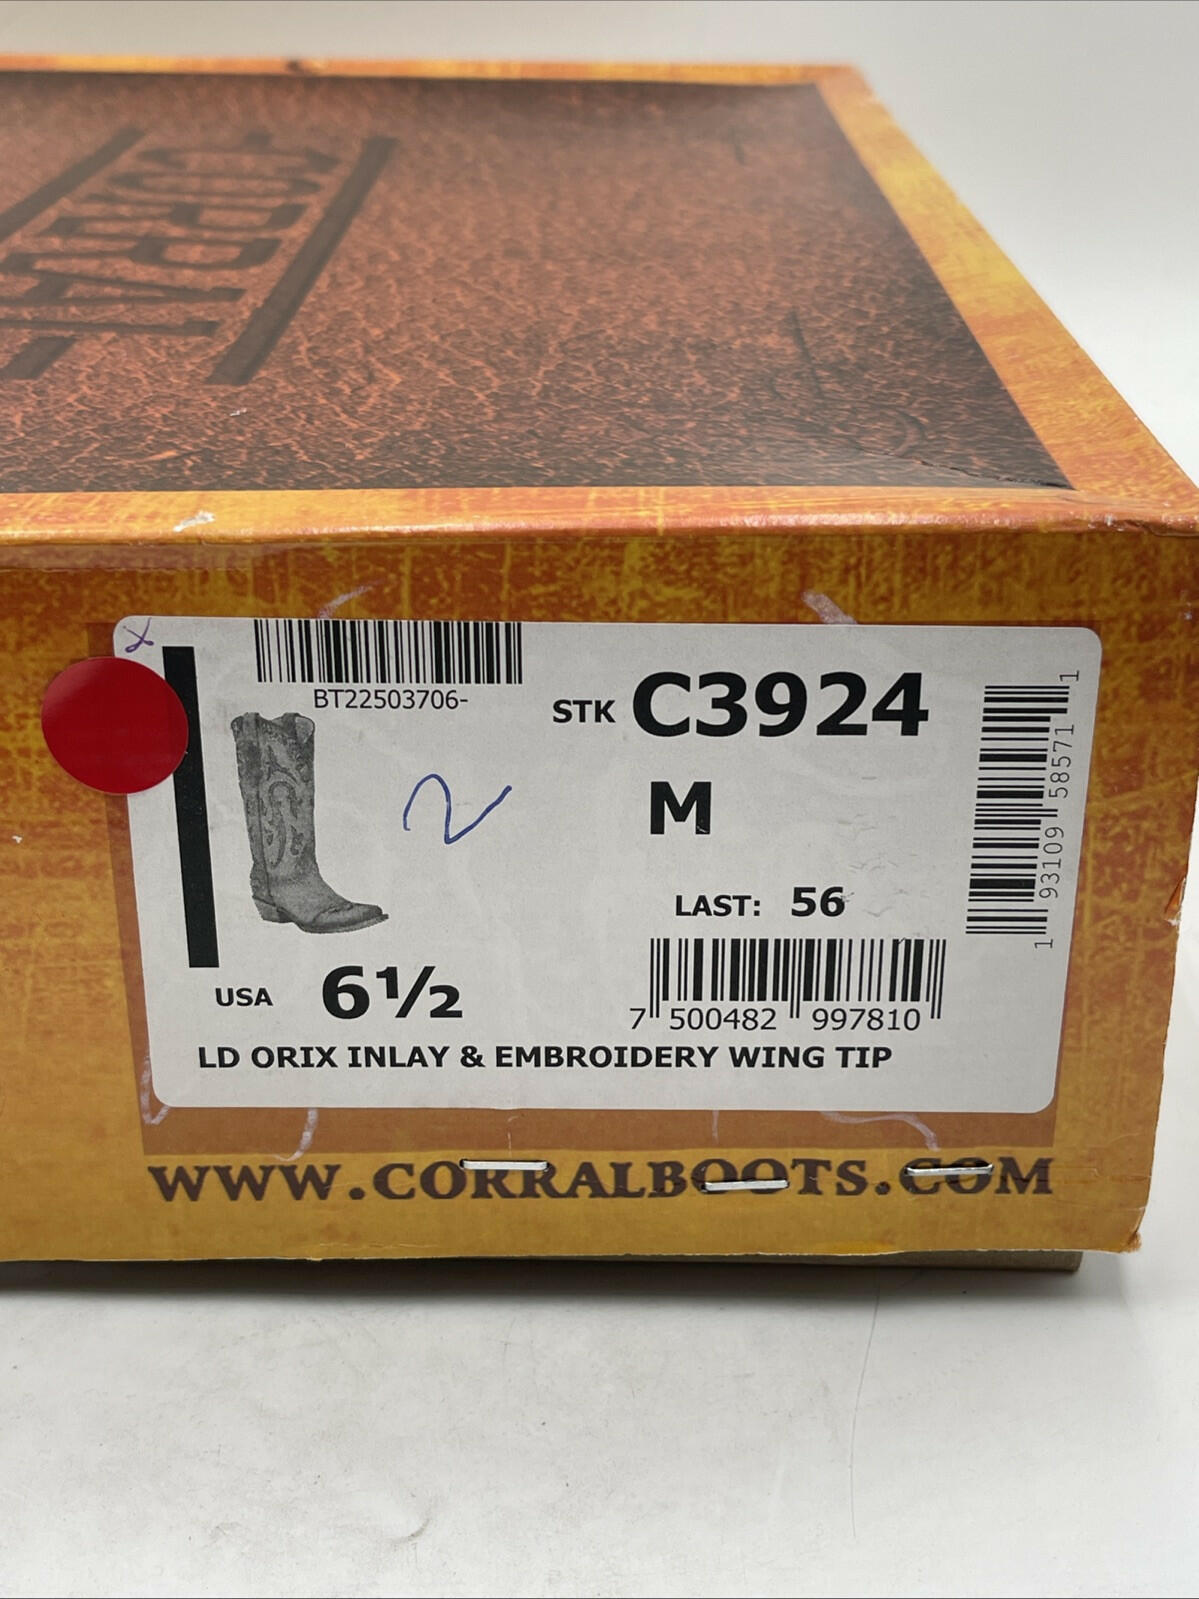 CORRAL
BT22503706-
STK C3924
2
M
LAST: 56
USA 6½
7 500482 997810
1 93109 58571 1
LD ORIX INLAY & EMBROIDERY WING TIP
WWW.CORRALBOOTS.COM